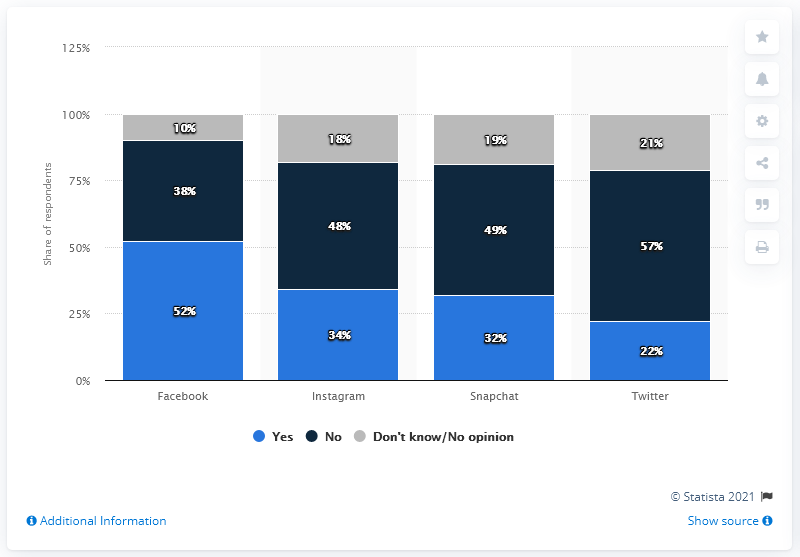 125%
100%
75%
50%
25%
0%
Share of respondents
10% 18% 19% 21%
38% 48% 49% 57%
52% 34% 32% 22%
Facebook Instagram Snapchat Twitter
Yes No Don't know/No opinion
© Statista 2021
Additional Information Show source